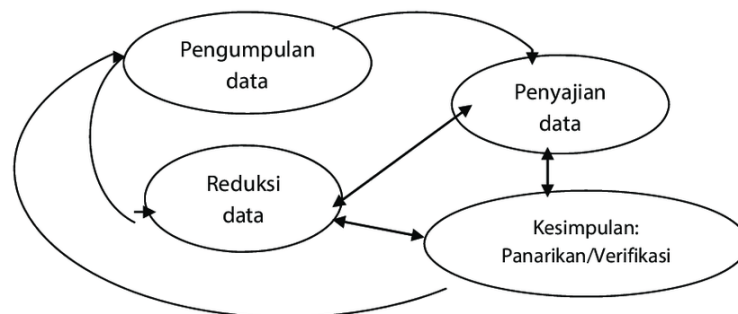 Pengumpulan
data
Penyajian
data
Reduksi
data
Kesimpulan:
Panarikan/Verifikasi